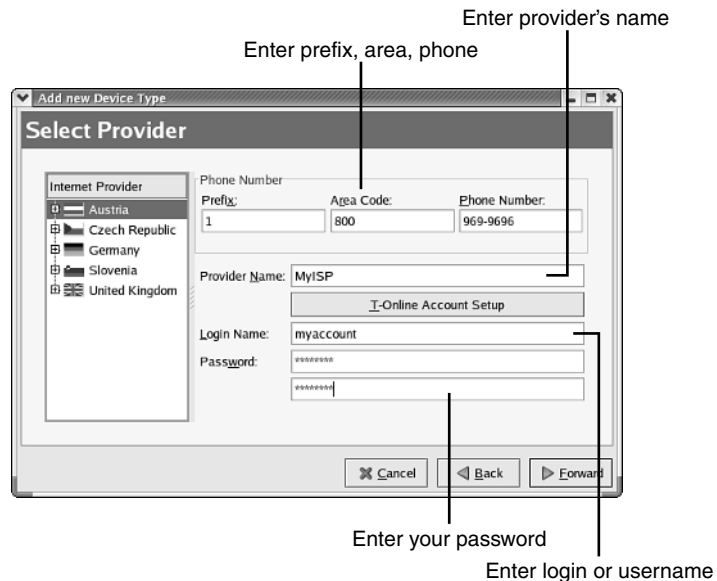 Enter provider's name
Enter prefix, area, phone
Add new Device Type
Select Provider
Internet Provider
Austria
Czech Republic
Germany
Slovenia
United Kingdom
Phone Number
Prefix: Area Code: Phone Number:
1 800 969-9696
Provider Name: MyISP
T-Online Account Setup
Login Name: myaccount
Password: ********
********
Cancel Back Forward
Enter your password
Enter login or username